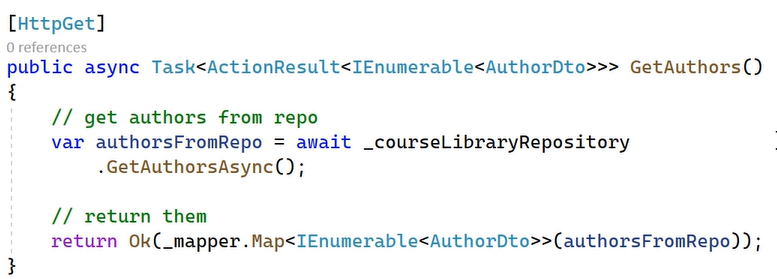 [HttpGet]
0 references
public async Task<ActionResult<IEnumerable<AuthorDto>>> GetAuthors()
{
// get authors from repo
var authorsFromRepo = await _courseLibraryRepository
.GetAuthorsAsync();
// return them
return Ok(_mapper.Map<IEnumerable<AuthorDto>>(authorsFromRepo));
}